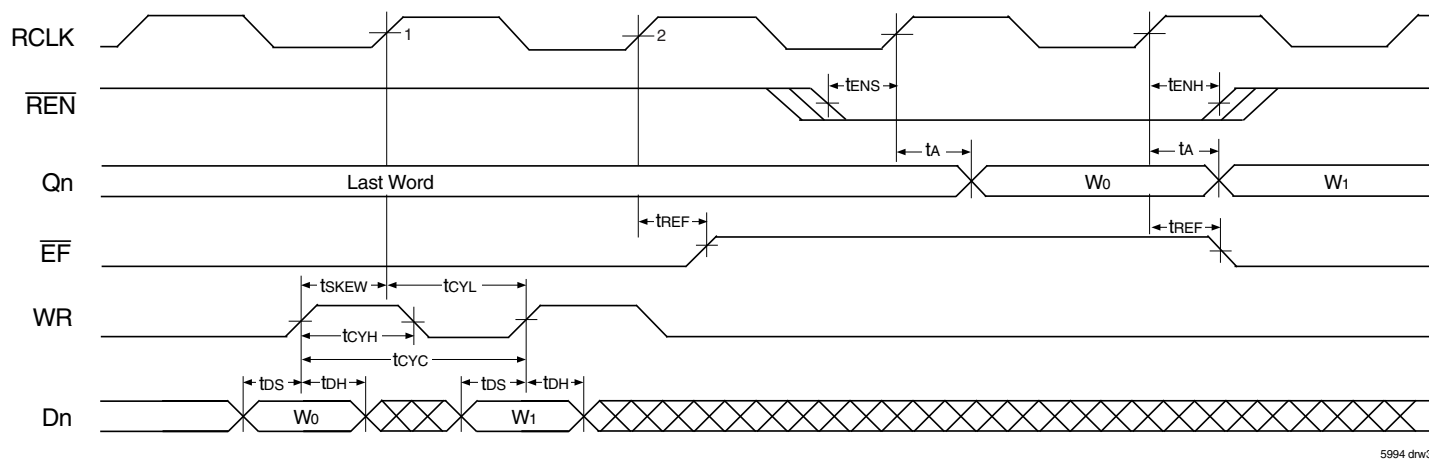 RCLK 1 2
REN tENS tENH
tA tA
Qn Last Word W0 W1
tREF tREF
EF
tSKEW tCYL
WR
tCYH
tCYC
tDS tDH tDS tDH
Dn W0 W1
5994 drw3